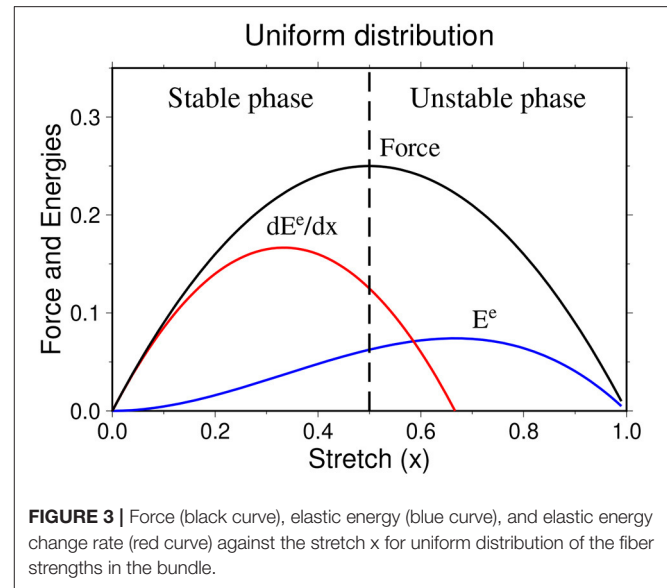 Uniform distribution
Stable phase
Unstable phase
Force
dEᵉ/dx
Eᵉ
Force and Energies
0.3
0.2
0.1
0.0
0.0 0.2 0.4 0.6 0.8 1.0
Stretch (x)
FIGURE 3 | Force (black curve), elastic energy (blue curve), and elastic energy
change rate (red curve) against the stretch x for uniform distribution of the fiber
strengths in the bundle.